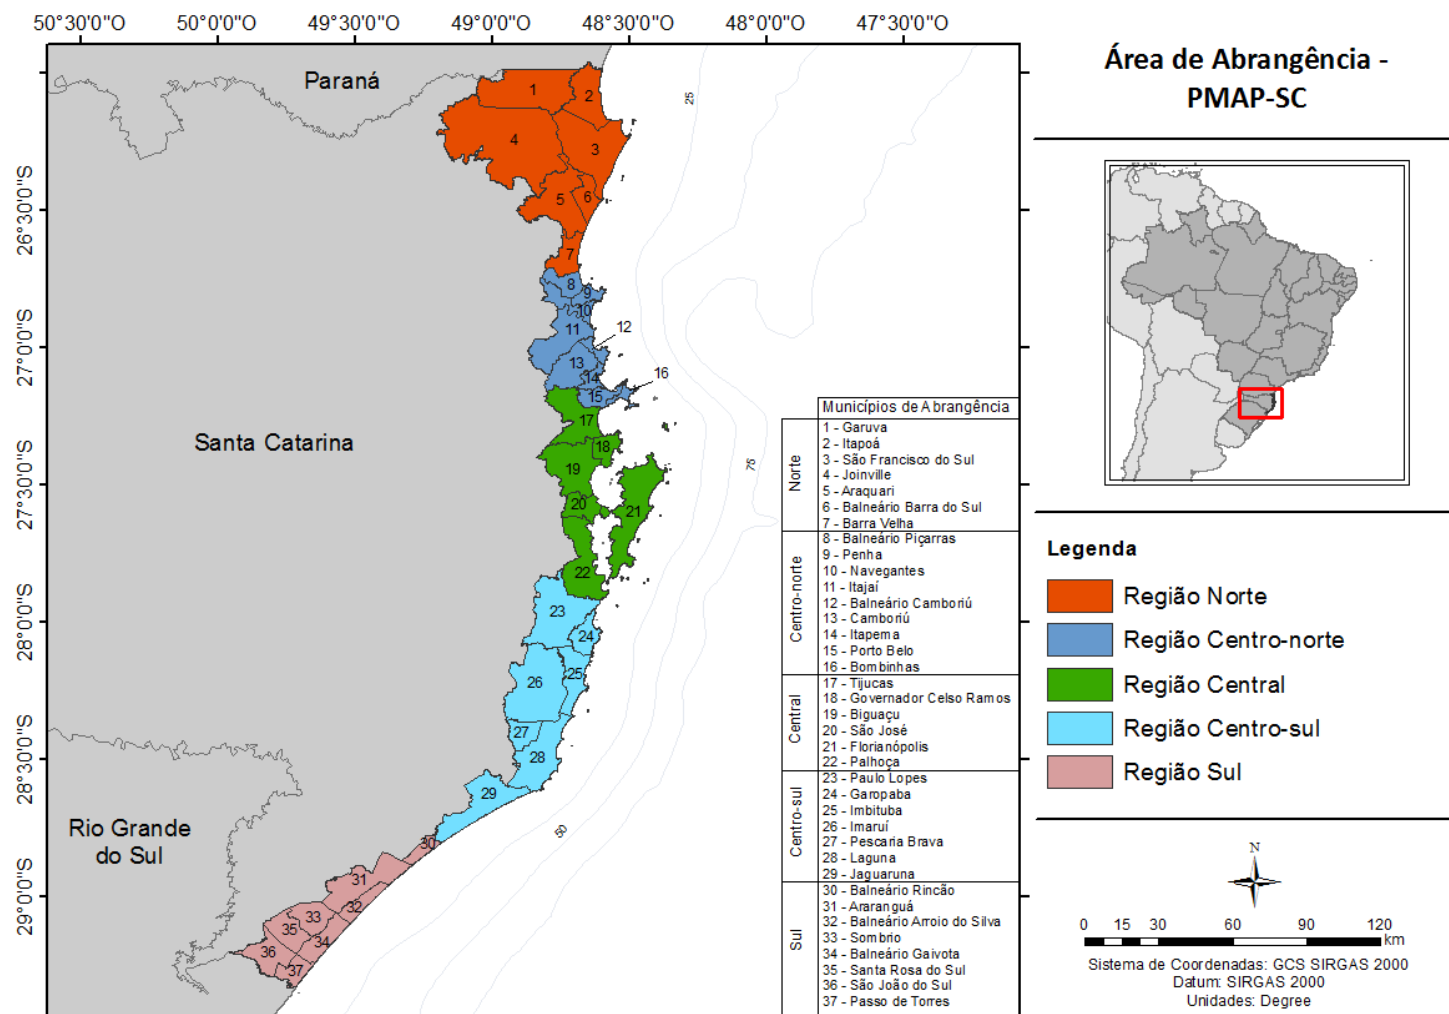 50°30'0"O 50°0'0"O 49°30'0"O 49°0'0"O 48°30'0"O 48°0'0"O 47°30'0"O
26°30'0"S
27°0'0"S
27°30'0"S
28°0'0"S
28°30'0"S
29°0'0"S
Paraná
Santa Catarina
Rio Grande
do Sul
25
75
50
1
2
3
4
5
6
7
8
9
10
11
12
13
14
15
16
17
18
19
20
21
22
23
24
25
26
27
28
29
30
31
32
33
34
35
36
37
Municípios de Abrangência
Norte
1 - Garuva
2 - Itapoá
3 - São Francisco do Sul
4 - Joinville
5 - Araquari
6 - Balneário Barra do Sul
7 - Barra Velha
Centro-norte
8 - Balneário Piçarras
9 - Penha
10 - Navegantes
11 - Itajaí
12 - Balneário Camboriú
13 - Camboriú
14 - Itapema
15 - Porto Belo
16 - Bombinhas
Central
17 - Tijucas
18 - Governador Celso Ramos
19 - Biguaçu
20 - São José
21 - Florianópolis
22 - Palhoça
Centro-sul
23 - Paulo Lopes
24 - Garopaba
25 - Imbituba
26 - Imaruí
27 - Pescaria Brava
28 - Laguna
29 - Jaguaruna
Sul
30 - Balneário Rincão
31 - Araranguá
32 - Balneário Arroio do Silva
33 - Sombrio
34 - Balneário Gaivota
35 - Santa Rosa do Sul
36 - São João do Sul
37 - Passo de Torres
Área de Abrangência -
PMAP-SC
Legenda
Região Norte
Região Centro-norte
Região Central
Região Centro-sul
Região Sul
N
0 15 30 60 90 120
km
Sistema de Coordenadas: GCS SIRGAS 2000
Datum: SIRGAS 2000
Unidades: Degree